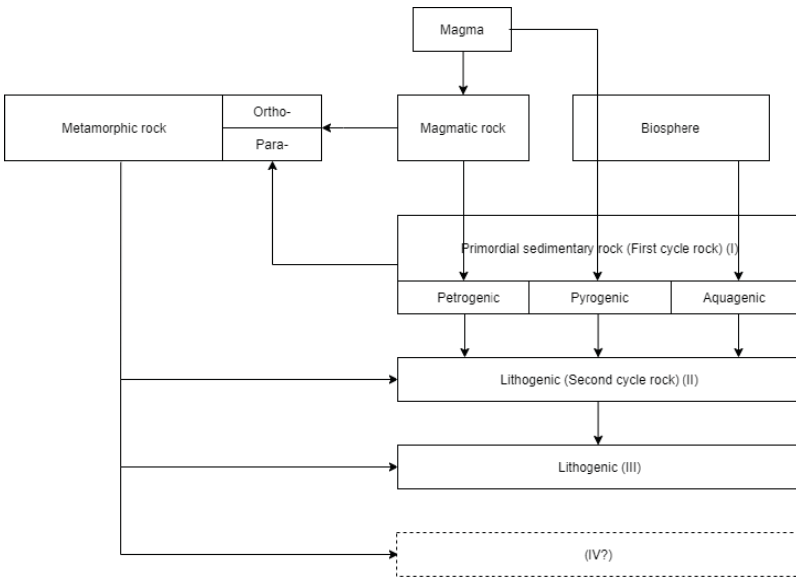 Magma
Metamorphic rock
Ortho-
Para-
Magmatic rock
Biosphere
Primordial sedimentary rock (First cycle rock) (I)
Petrogenic
Pyrogenic
Aquagenic
Lithogenic (Second cycle rock) (II)
Lithogenic (III)
(IV?)